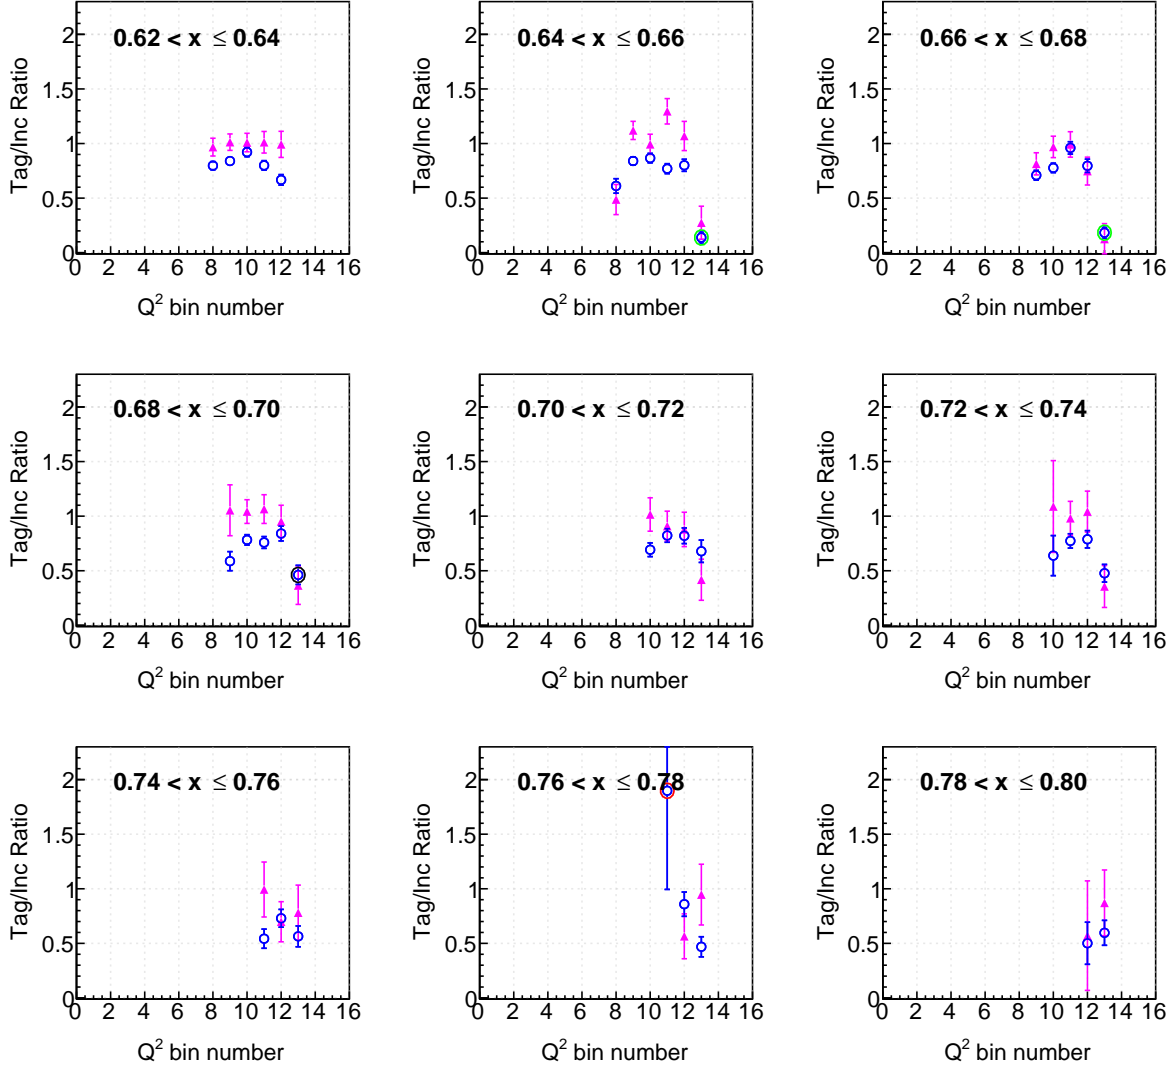 0.62 < x ≤ 0.64
Tag/Inc Ratio
2
1.5
1
0.5
0
0 2 4 6 8 10 12 14 16
Q² bin number
0.64 < x ≤ 0.66
Tag/Inc Ratio
2
1.5
1
0.5
0
0 2 4 6 8 10 12 14 16
Q² bin number
0.66 < x ≤ 0.68
Tag/Inc Ratio
2
1.5
1
0.5
0
0 2 4 6 8 10 12 14 16
Q² bin number
0.68 < x ≤ 0.70
Tag/Inc Ratio
2
1.5
1
0.5
0
0 2 4 6 8 10 12 14 16
Q² bin number
0.70 < x ≤ 0.72
Tag/Inc Ratio
2
1.5
1
0.5
0
0 2 4 6 8 10 12 14 16
Q² bin number
0.72 < x ≤ 0.74
Tag/Inc Ratio
2
1.5
1
0.5
0
0 2 4 6 8 10 12 14 16
Q² bin number
0.74 < x ≤ 0.76
Tag/Inc Ratio
2
1.5
1
0.5
0
0 2 4 6 8 10 12 14 16
Q² bin number
0.76 < x ≤ 0.78
Tag/Inc Ratio
2
1.5
1
0.5
0
0 2 4 6 8 10 12 14 16
Q² bin number
0.78 < x ≤ 0.80
Tag/Inc Ratio
2
1.5
1
0.5
0
0 2 4 6 8 10 12 14 16
Q² bin number